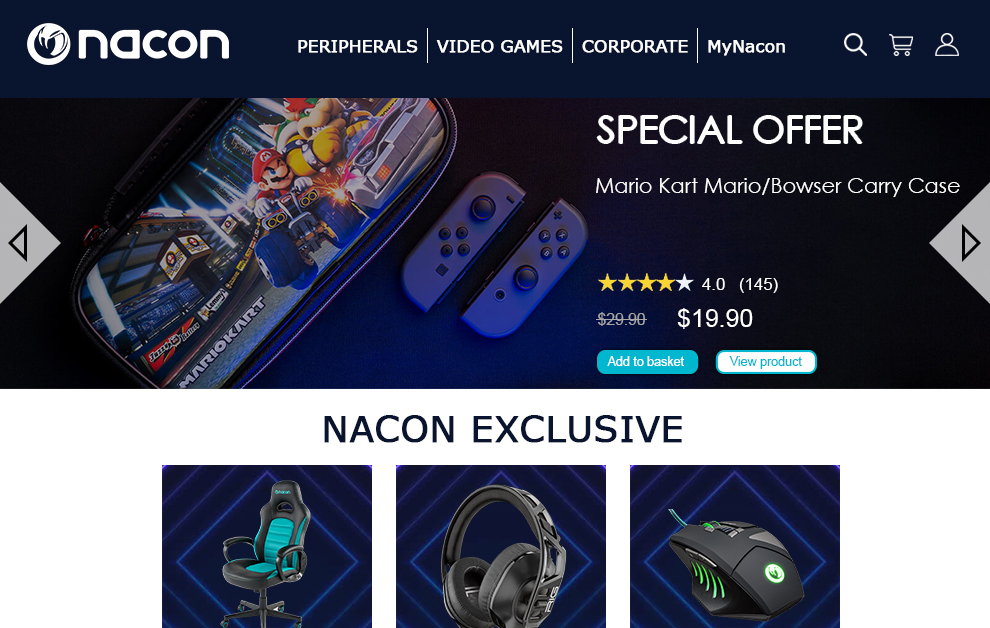 nacon
PERIPHERALS
VIDEO GAMES
CORPORATE
MyNacon
SPECIAL OFFER
Mario Kart Mario/Bowser Carry Case
4.0 (145)
$29.90 $19.90
Add to basket
View product
MARIOKART
NACON EXCLUSIVE
nacon
RIG